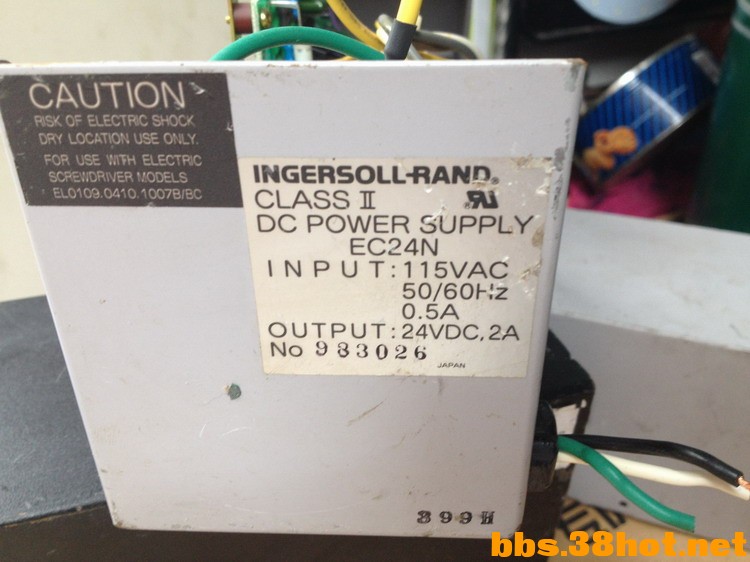 CAUTION
RISK OF ELECTRIC SHOCK
DRY LOCATION USE ONLY.
FOR USE WITH ELECTRIC
SCREWDRIVER MODELS
EL0109.0410.1007B/BC
INGERSOLL-RAND®
CLASS II
DC POWER SUPPLY
EC24N
INPUT:115VAC
50/60Hz
0.5A
OUTPUT:24VDC,2A
No 933026
JAPAN
bbs.38hot.net